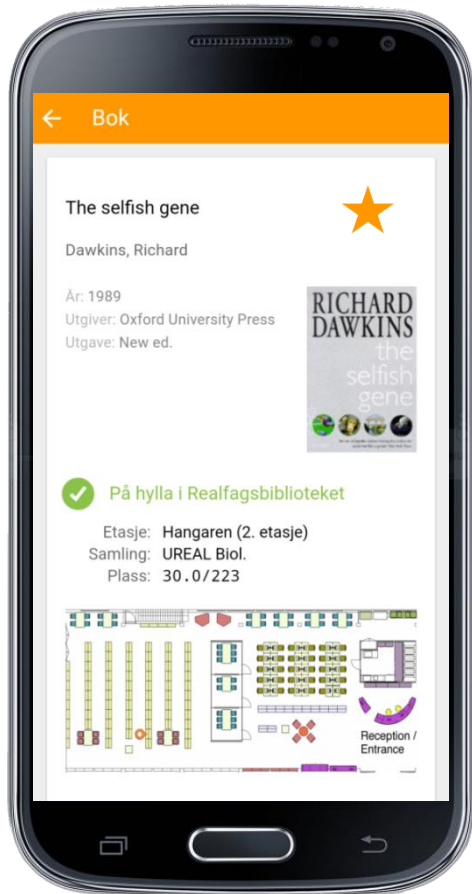 Bok
The selfish gene
Dawkins, Richard
År: 1989
Utgiver: Oxford University Press
Utgave: New ed.
RICHARD
DAWKINS
the
selfish
gene
På hylla i Realfagsbiblioteket
Etasje: Hangaren (2. etasje)
Samling: UREAL Biol.
Plass: 30.0/223
Reception /
Entrance